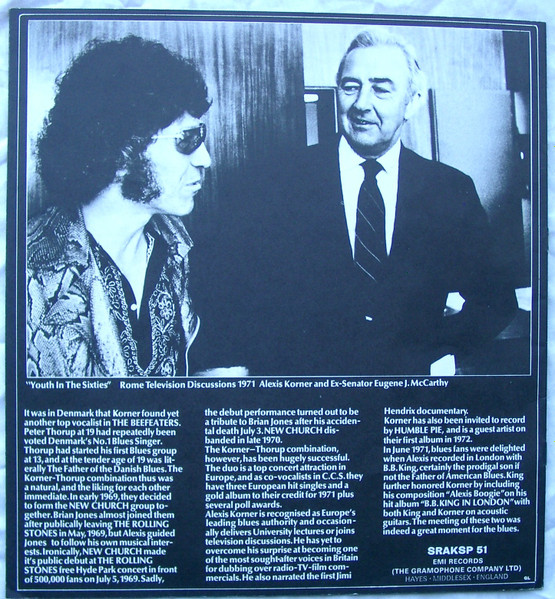 "Youth In The Sixties" Rome Television Discussions 1971 Alexis Korner and Ex-Senator Eugene J. McCarthy
It was in Denmark that Korner found yet
another top vocalist in THE BEEFEATERS.
Peter Thorup at 19 had repeatedly been
voted Denmark's No.1 Blues Singer.
Thorup had started his first Blues group
at 13, and at the tender age of 19 was lit-
erally The Father of the Danish Blues. The
Korner-Thorup combination thus was
a natural, and the liking for each other
immediate. In early 1969, they decided
to form the NEW CHURCH group to-
gether. Brian Jones almost joined them
after publically leaving THE ROLLING
STONES in May, 1969, but Alexis guided
Jones to follow his own musical inter-
ests. Ironically, NEW CHURCH made
it's public debut at THE ROLLING
STONES free Hyde Park concert in front
of 500,000 fans on July 5, 1969. Sadly,
the debut performance turned out to be
a tribute to Brian Jones after his acciden-
tal death July 3. NEW CHURCH dis-
banded in late 1970.
The Korner-Thorup combination,
however, has been hugely successful.
The duo is a top concert attraction in
Europe, and as co-vocalists in C.C.S. they
have three European hit singles and a
gold album to their credit for 1971 plus
several poll awards.
Alexis Korner is recognised as Europe's
leading blues authority and occasion-
ally delivers University lectures or joins
television discussions. He has yet to
overcome his surprise at becoming one
of the most sought-after voices in Britain
for dubbing over radio-TV-film com-
mercials. He also narrated the first Jimi
Hendrix documentary.
Korner has also been invited to record
by HUMBLE PIE, and is a guest artist on
their first album in 1972.
In June 1971, blues fans were delighted
when Alexis recorded in London with
B.B. King, certainly the prodigal son if
not the Father of American Blues. King
further honored Korner by including
his composition "Alexis Boogie" on his
hit album "B.B. KING IN LONDON" with
both King and Korner on acoustic
guitars. The meeting of these two was
indeed a great moment for the blues.
SRAKSP 51
EMI RECORDS
(THE GRAMOPHONE COMPANY LTD)
HAYES · MIDDLESEX · ENGLAND
GL